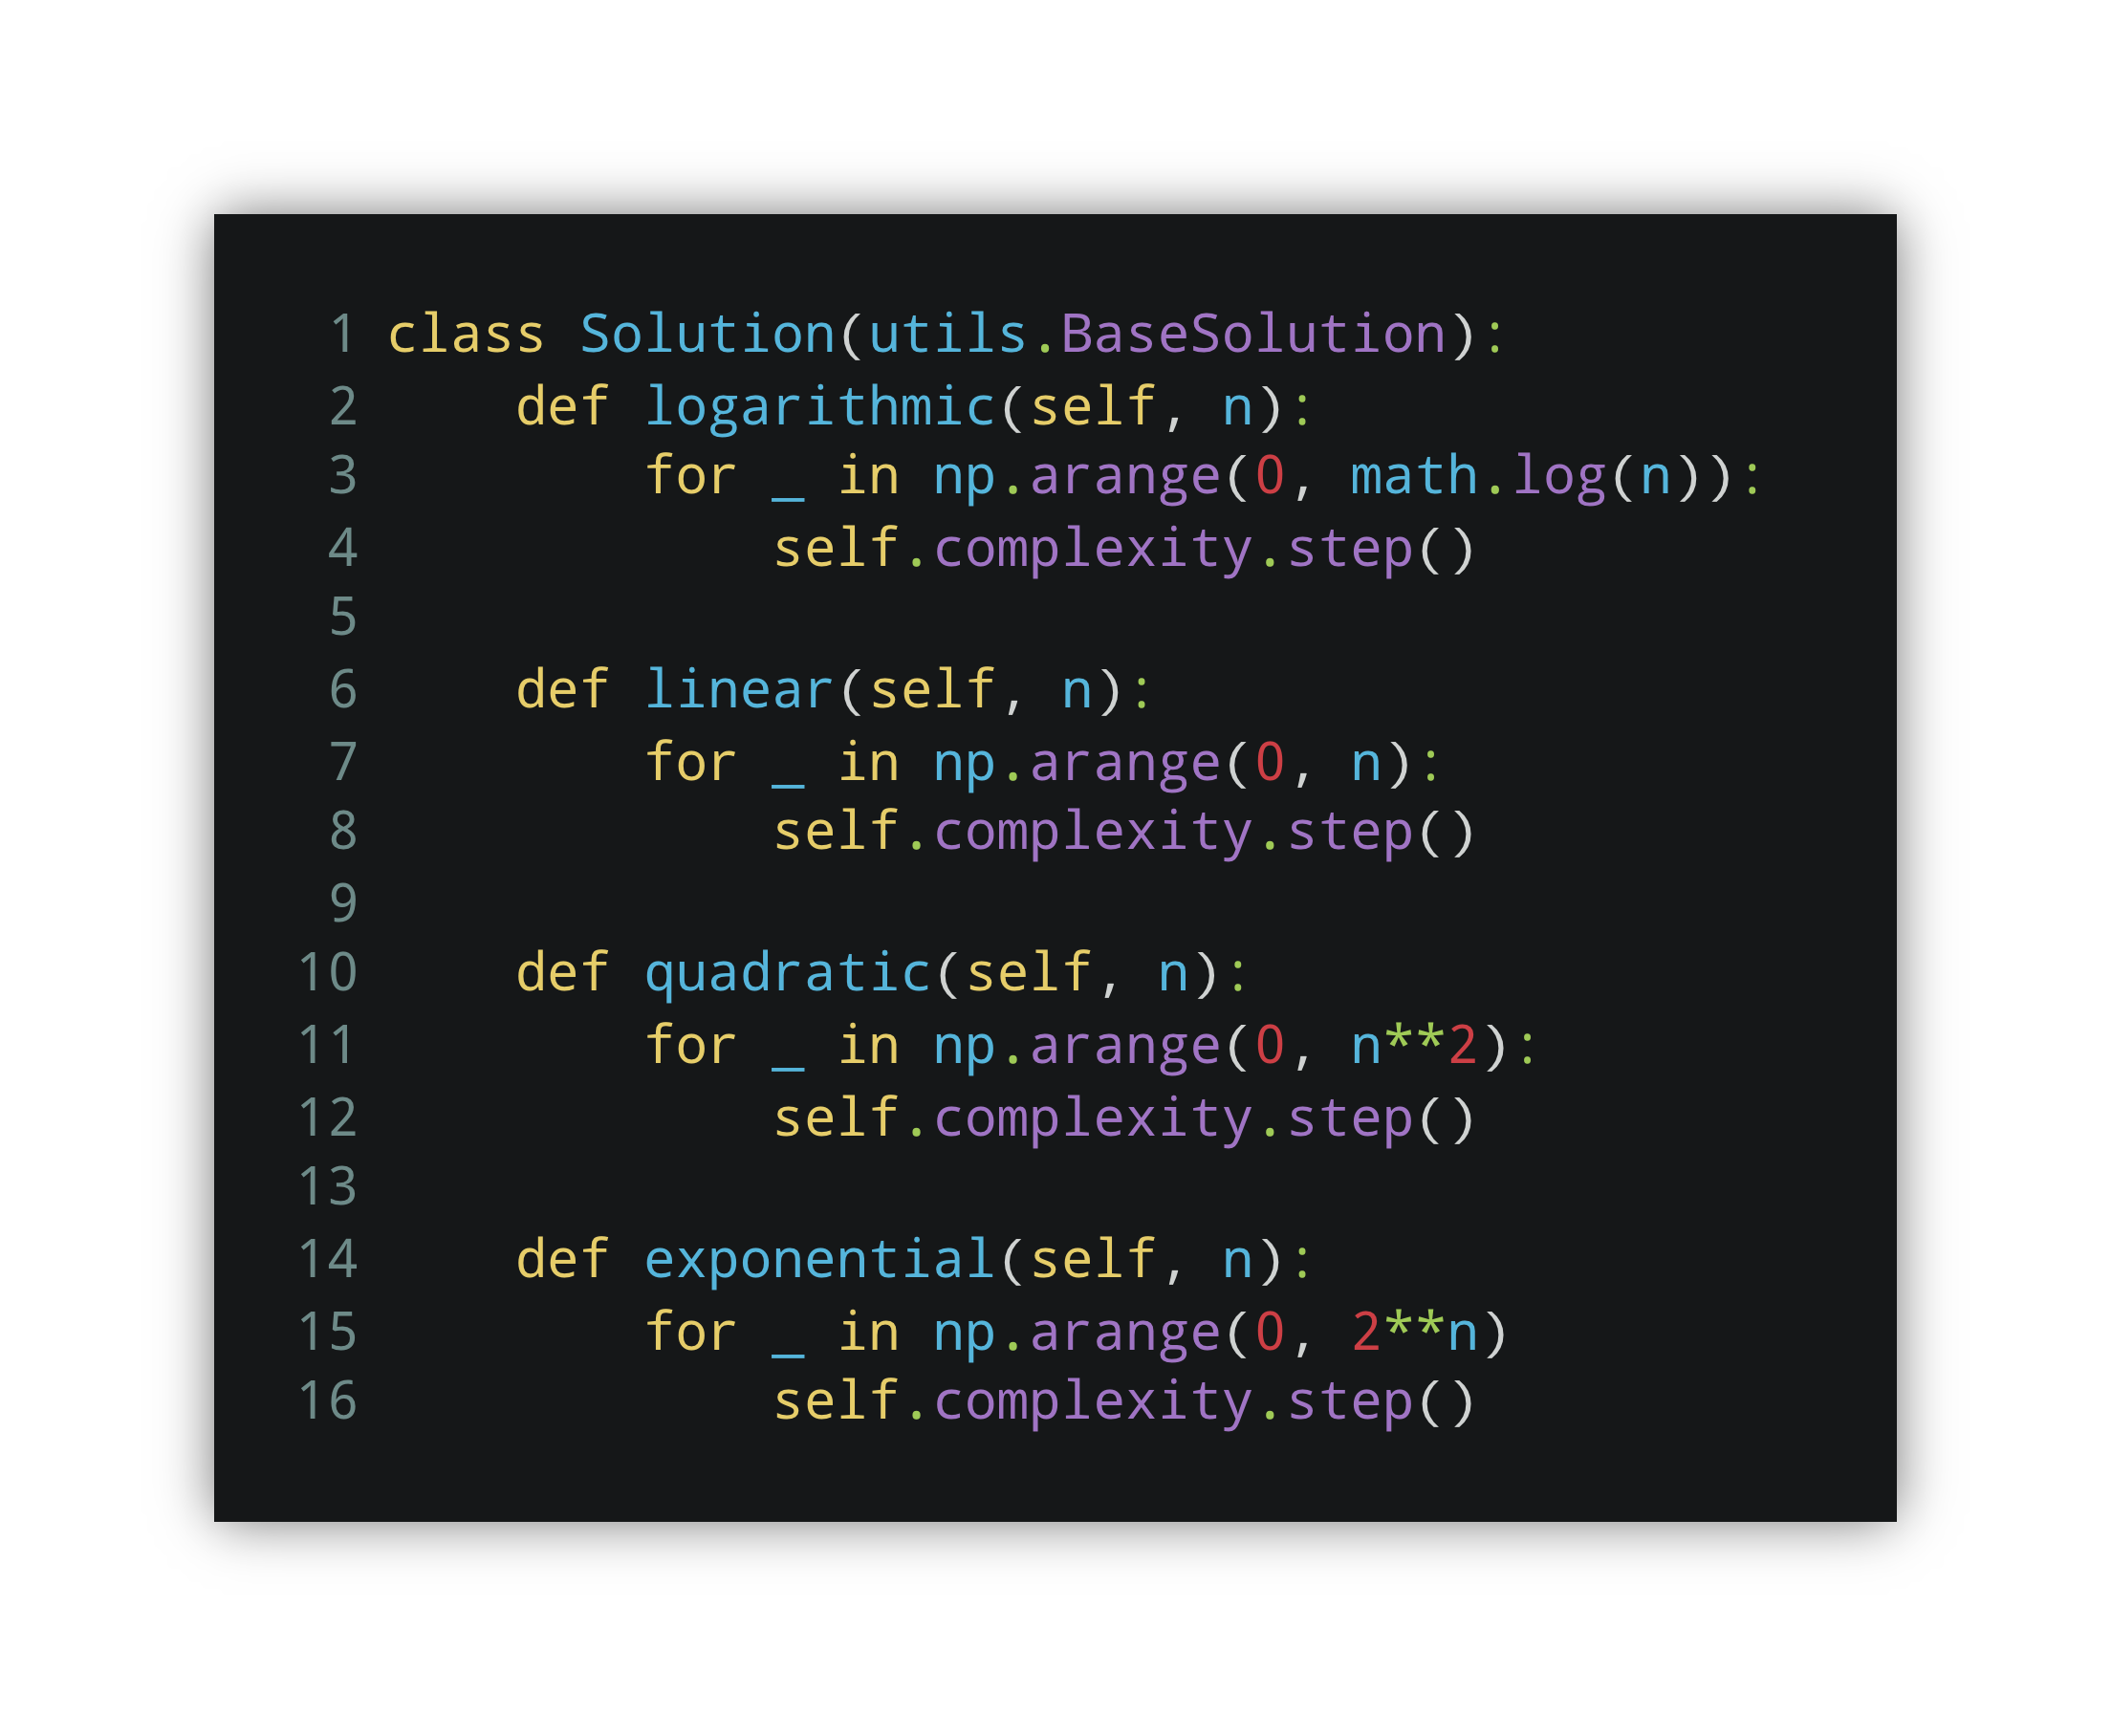 1 class Solution(utils.BaseSolution):
2     def logarithmic(self, n):
3         for _ in np.arange(0, math.log(n)):
4             self.complexity.step()
5
6     def linear(self, n):
7         for _ in np.arange(0, n):
8             self.complexity.step()
9
10     def quadratic(self, n):
11         for _ in np.arange(0, n**2):
12             self.complexity.step()
13
14     def exponential(self, n):
15         for _ in np.arange(0, 2**n)
16             self.complexity.step()